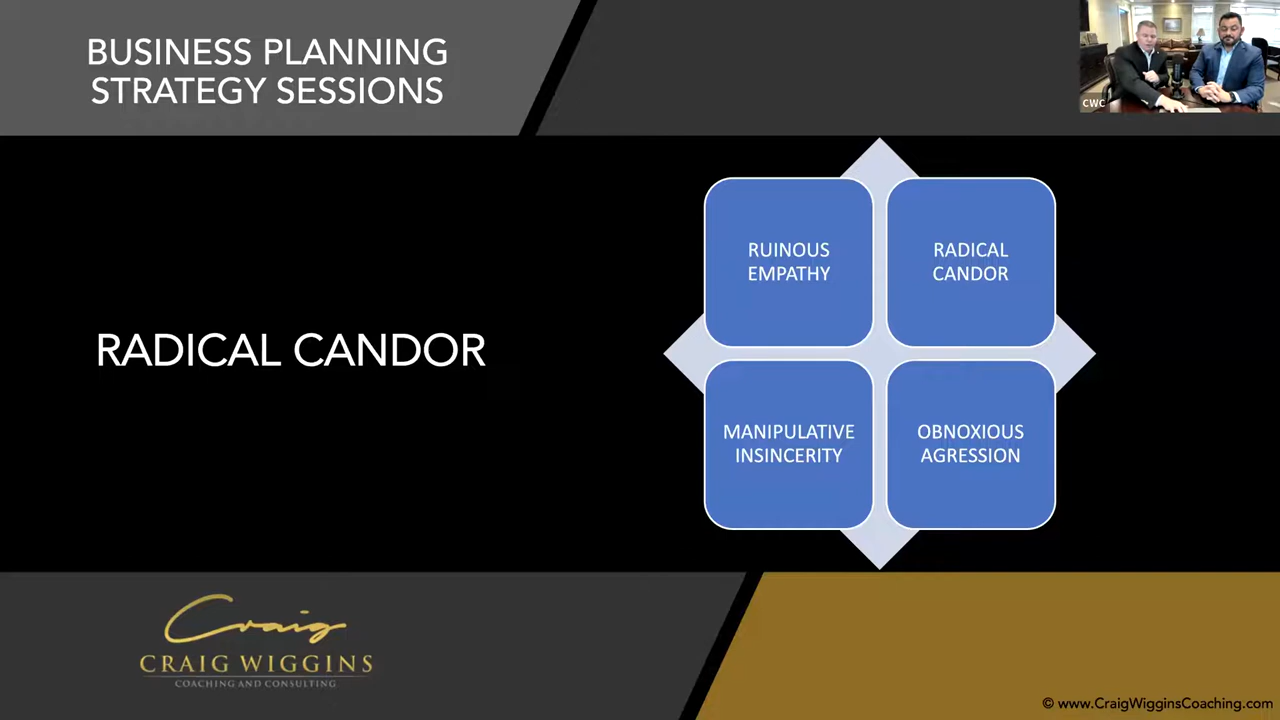 BUSINESS PLANNING
STRATEGY SESSIONS
CWC
RADICAL CANDOR
RUINOUS
EMPATHY
RADICAL
CANDOR
MANIPULATIVE
INSINCERITY
OBNOXIOUS
AGRESSION
Craig
CRAIG WIGGINS
COACHING AND CONSULTING
© www.CraigWigginsCoaching.com